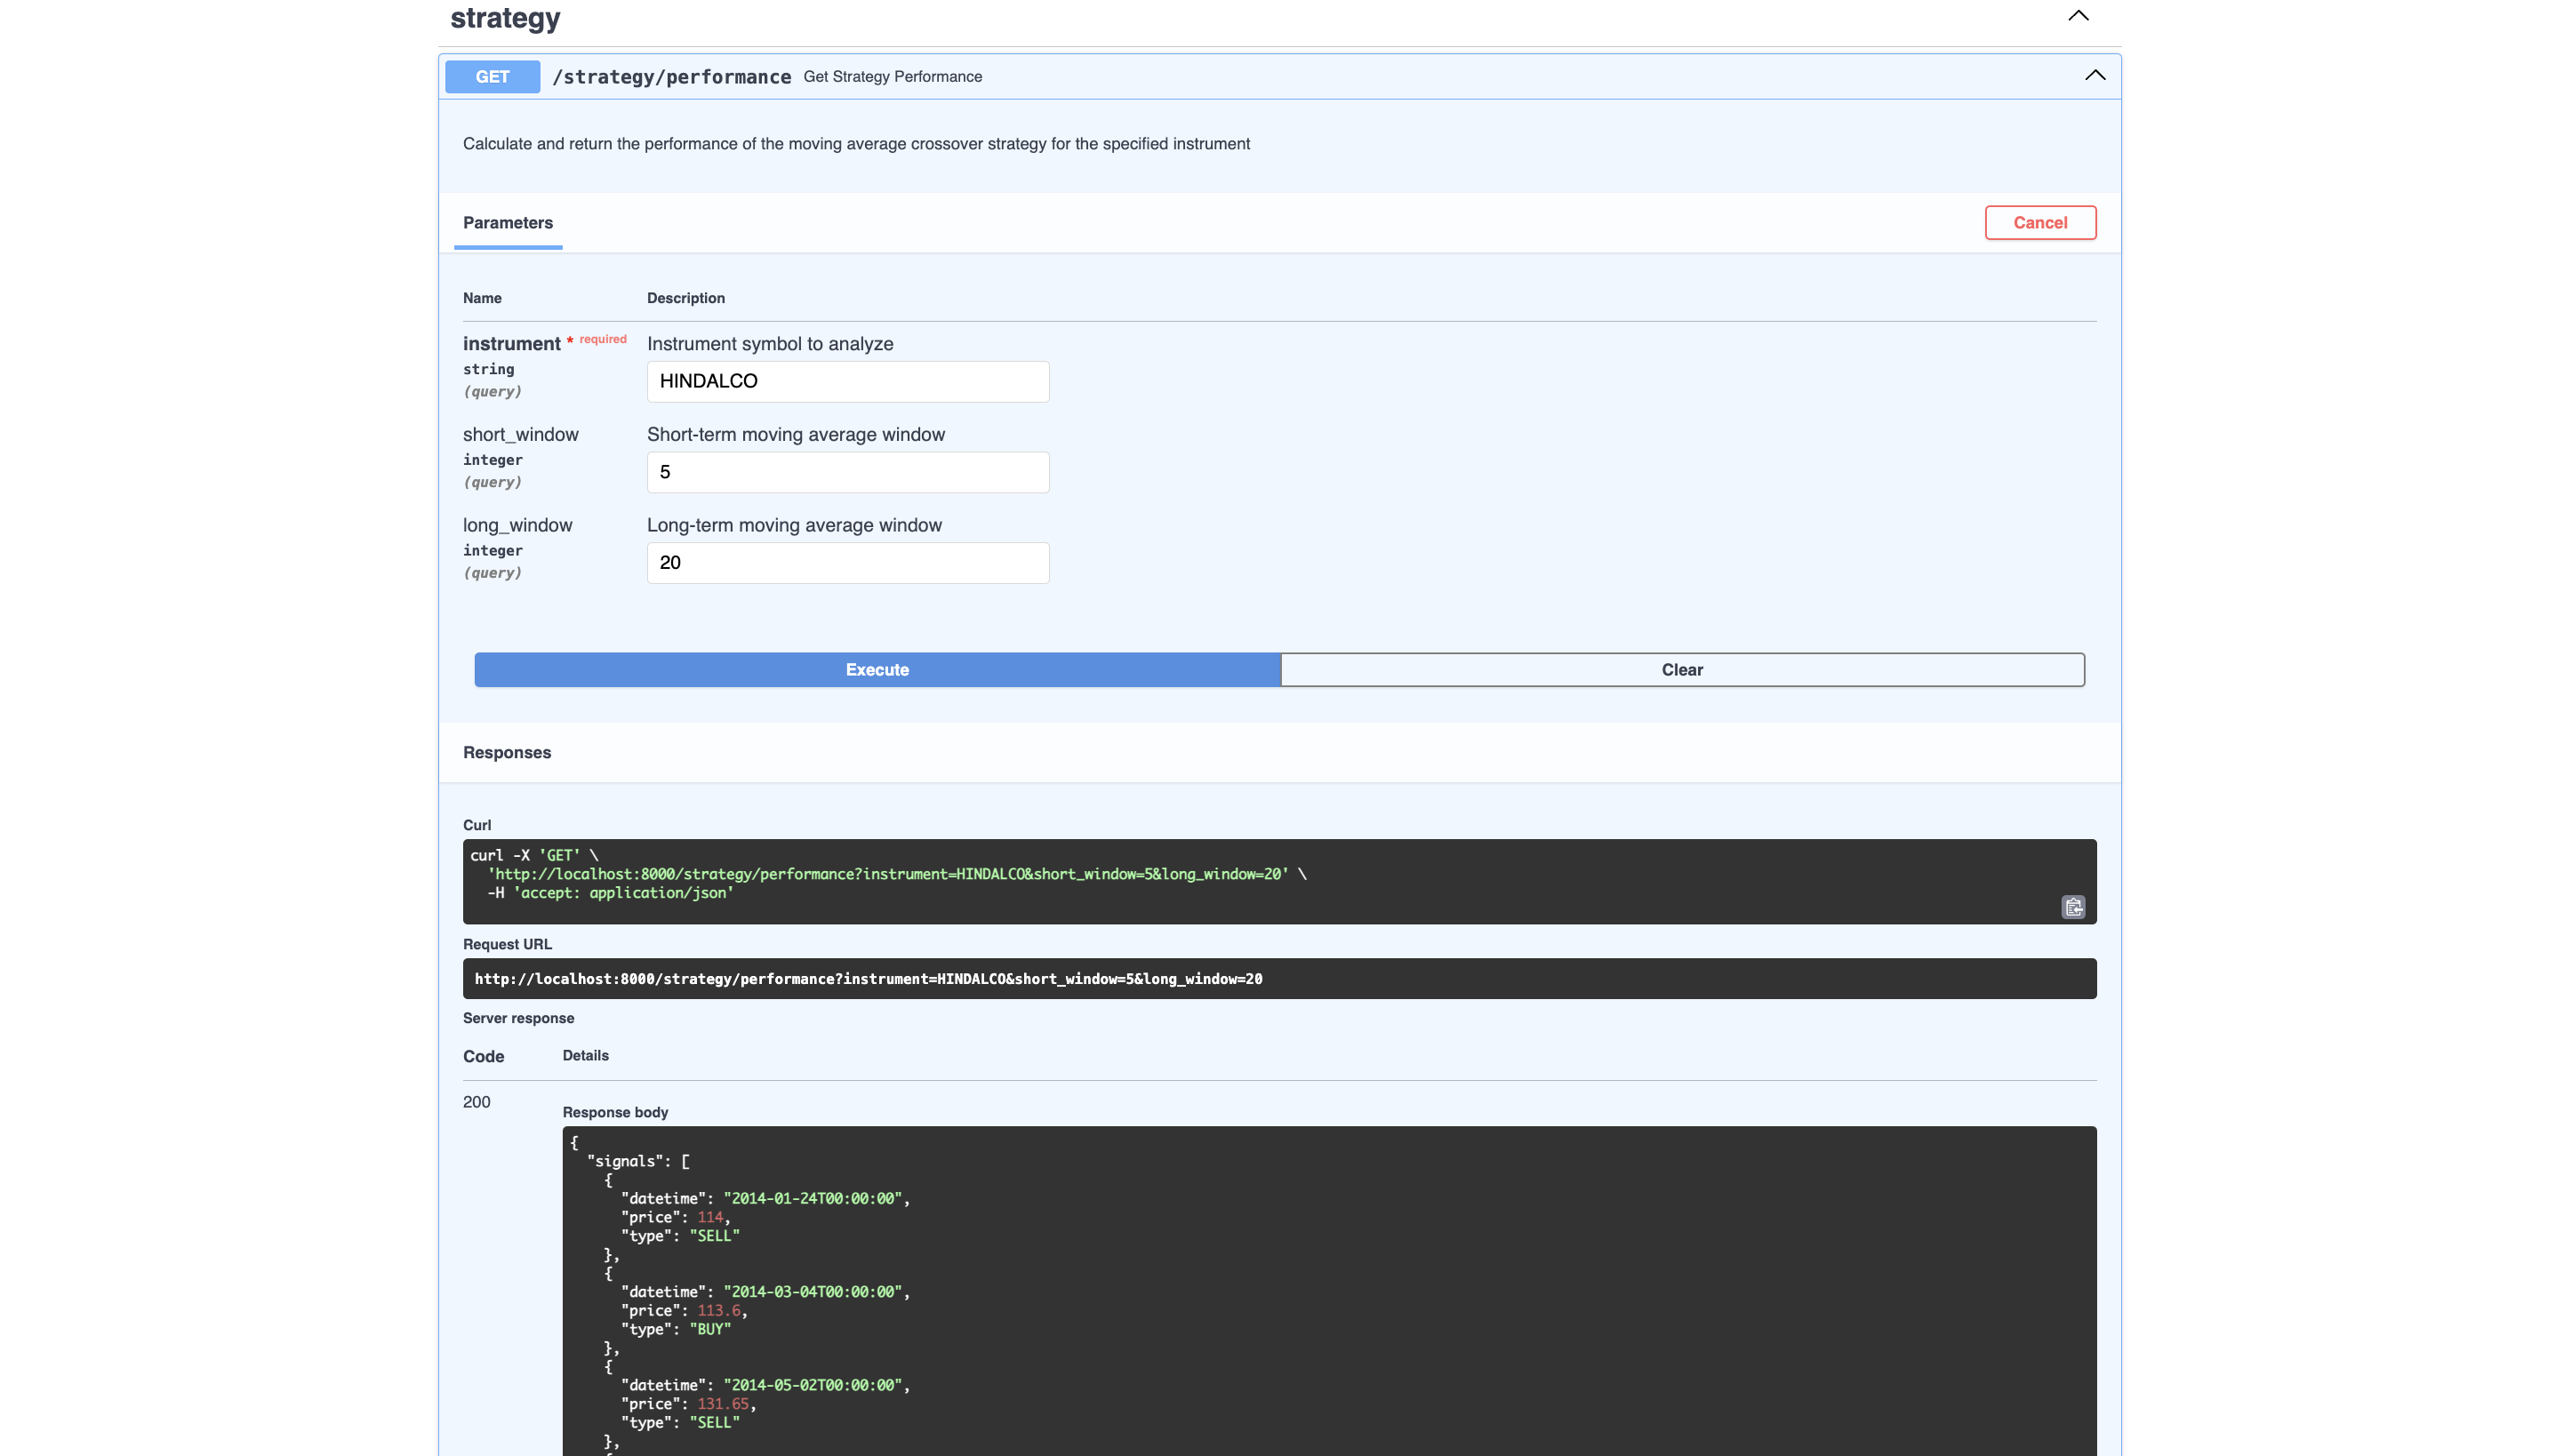 strategy
GET /strategy/performance Get Strategy Performance
Calculate and return the performance of the moving average crossover strategy for the specified instrument
Parameters
Cancel
Name Description
instrument * required Instrument symbol to analyze
string
(query)
HINDALCO
short_window Short-term moving average window
integer
(query)
5
long_window Long-term moving average window
integer
(query)
20
Execute Clear
Responses
Curl
curl -X 'GET' \
  'http://localhost:8000/strategy/performance?instrument=HINDALCO&short_window=5&long_window=20' \
  -H 'accept: application/json'
Request URL
http://localhost:8000/strategy/performance?instrument=HINDALCO&short_window=5&long_window=20
Server response
Code Details
200
Response body
{
  "signals": [
    {
      "datetime": "2014-01-24T00:00:00",
      "price": 114,
      "type": "SELL"
    },
    {
      "datetime": "2014-03-04T00:00:00",
      "price": 113.6,
      "type": "BUY"
    },
    {
      "datetime": "2014-05-02T00:00:00",
      "price": 131.65,
      "type": "SELL"
    },